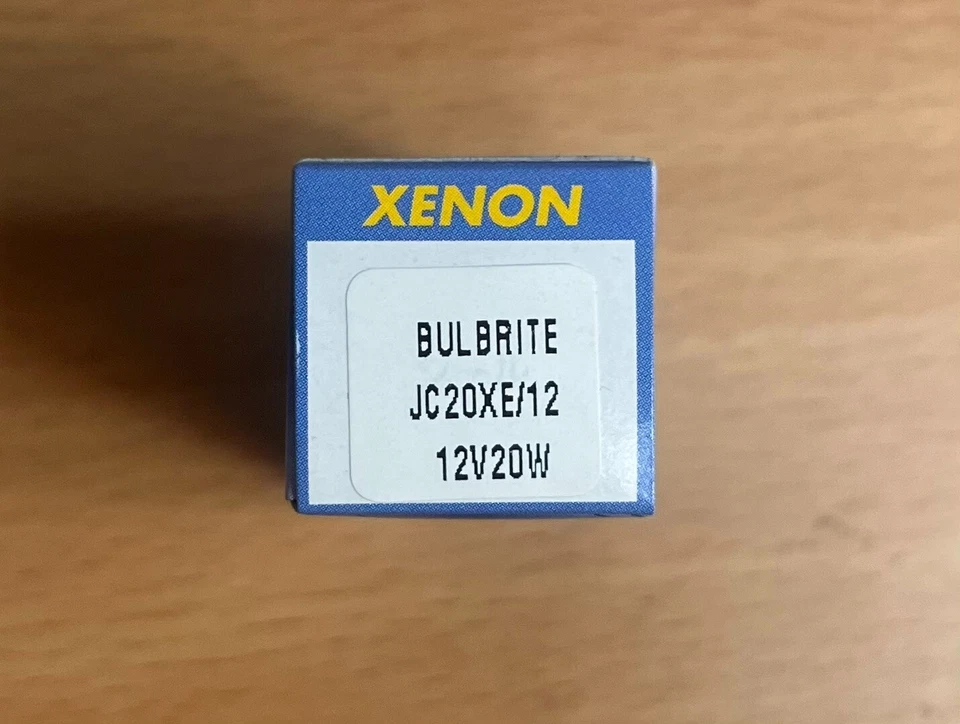 XENON
BULBRITE
JC20XE/12
12V20W